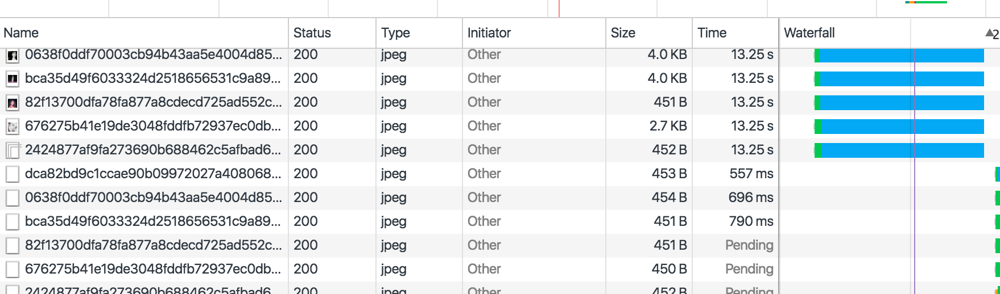 Name Status Type Initiator Size Time Waterfall ▲2
0638f0ddf70003cb94b43aa5e4004d85... 200 jpeg Other 4.0 KB 13.25 s
bca35d49f6033324d2518656531c9a89... 200 jpeg Other 4.0 KB 13.25 s
82f13700dfa78fa877a8cdecd725ad552c... 200 jpeg Other 451 B 13.25 s
676275b41e19de3048fddfb72937ec0db... 200 jpeg Other 2.7 KB 13.25 s
2424877af9fa273690b688462c5afbad6... 200 jpeg Other 452 B 13.25 s
dca82bd9c1ccae90b09972027a408068... 200 jpeg Other 453 B 557 ms
0638f0ddf70003cb94b43aa5e4004d85... 200 jpeg Other 454 B 696 ms
bca35d49f6033324d2518656531c9a89... 200 jpeg Other 451 B 790 ms
82f13700dfa78fa877a8cdecd725ad552c... 200 jpeg Other 451 B Pending
676275b41e19de3048fddfb72937ec0db... 200 jpeg Other 450 B Pending
2424877af9fa273690b688462c5afbad6... 200 jpeg Other 452 B Pending